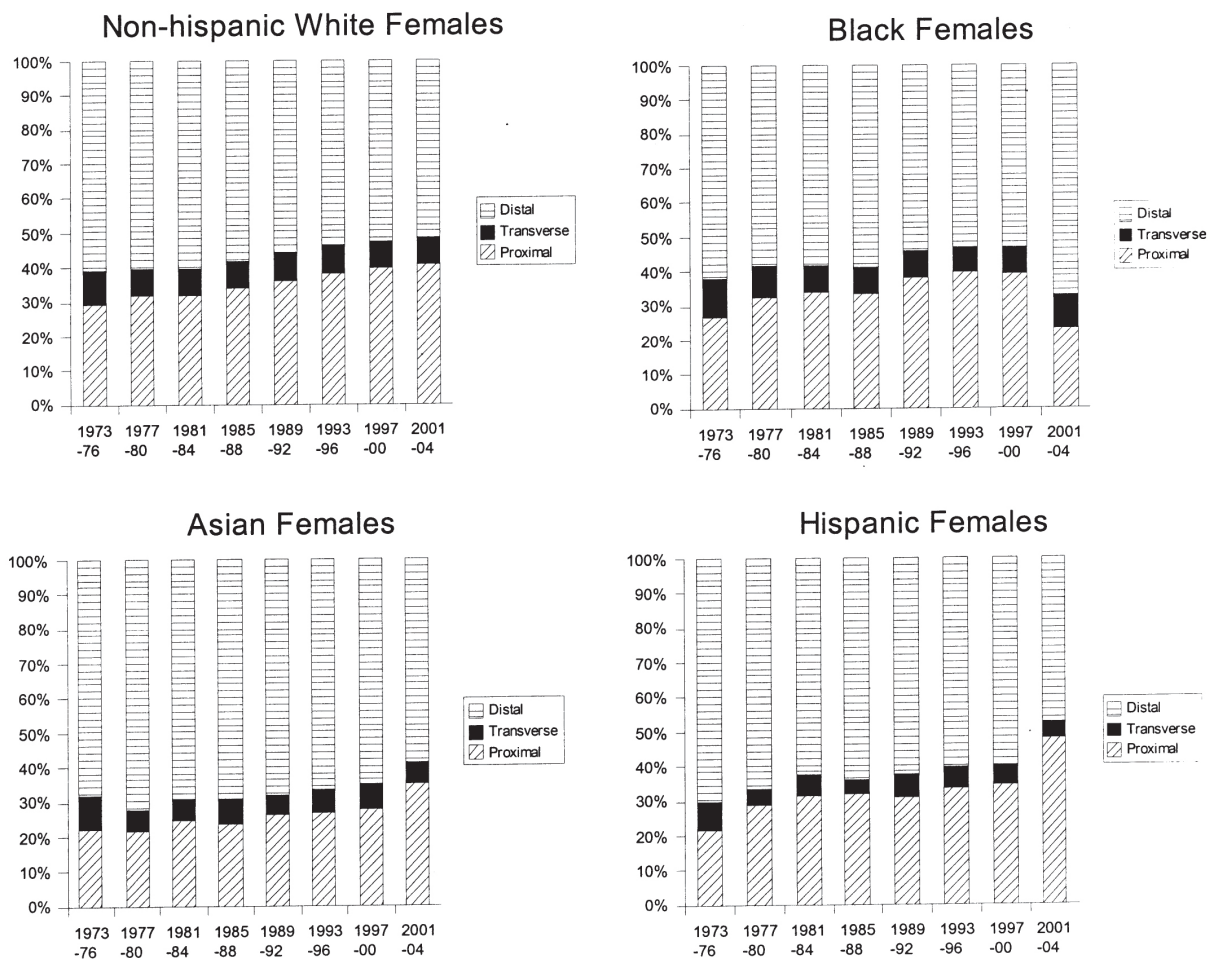 Non-hispanic White Females
100%
90%
80%
70%
60%
50%
40%
30%
20%
10%
0%
1973 1977 1981 1985 1989 1993 1997 2001
-76 -80 -84 -88 -92 -96 -00 -04
Distal
Transverse
Proximal
Black Females
100%
90%
80%
70%
60%
50%
40%
30%
20%
10%
0%
1973 1977 1981 1985 1989 1993 1997 2001
-76 -80 -84 -88 -92 -96 -00 -04
Distal
Transverse
Proximal
Asian Females
100%
90%
80%
70%
60%
50%
40%
30%
20%
10%
0%
1973 1977 1981 1985 1989 1993 1997 2001
-76 -80 -84 -88 -92 -96 -00 -04
Distal
Transverse
Proximal
Hispanic Females
100%
90%
80%
70%
60%
50%
40%
30%
20%
10%
0%
1973 1977 1981 1985 1989 1993 1997 2001
-76 -80 -84 -88 -92 -96 -00 -04
Distal
Transverse
Proximal